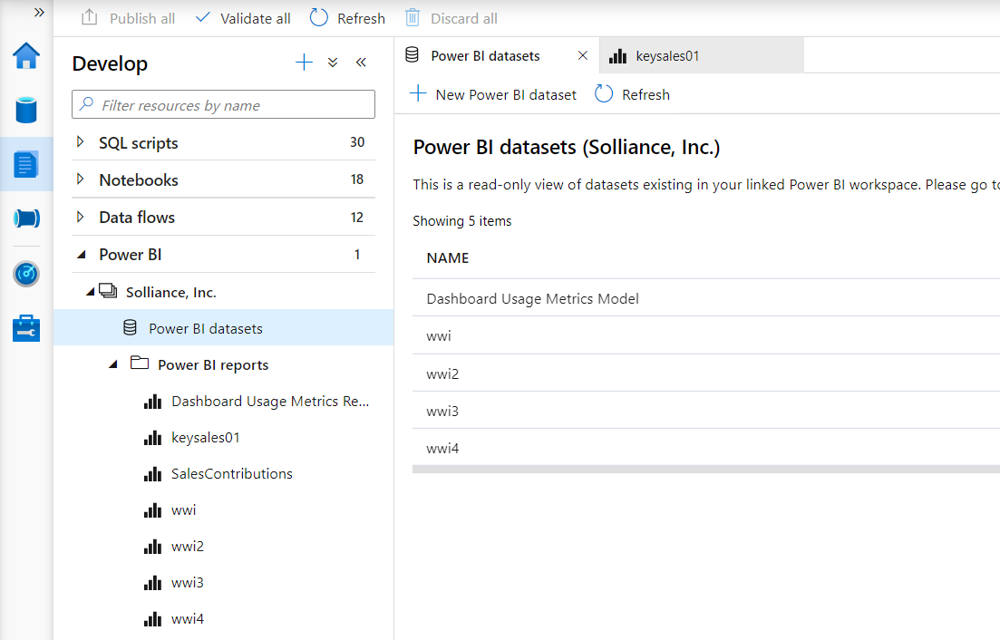 Publish all Validate all Refresh Discard all
Develop
Filter resources by name
SQL scripts 30
Notebooks 18
Data flows 12
Power BI 1
Solliance, Inc.
Power BI datasets
Power BI reports
Dashboard Usage Metrics Re...
keysales01
SalesContributions
wwi
wwi2
wwi3
wwi4
Power BI datasets keysales01
New Power BI dataset Refresh
Power BI datasets (Solliance, Inc.)
This is a read-only view of datasets existing in your linked Power BI workspace. Please go to
Showing 5 items
NAME
Dashboard Usage Metrics Model
wwi
wwi2
wwi3
wwi4